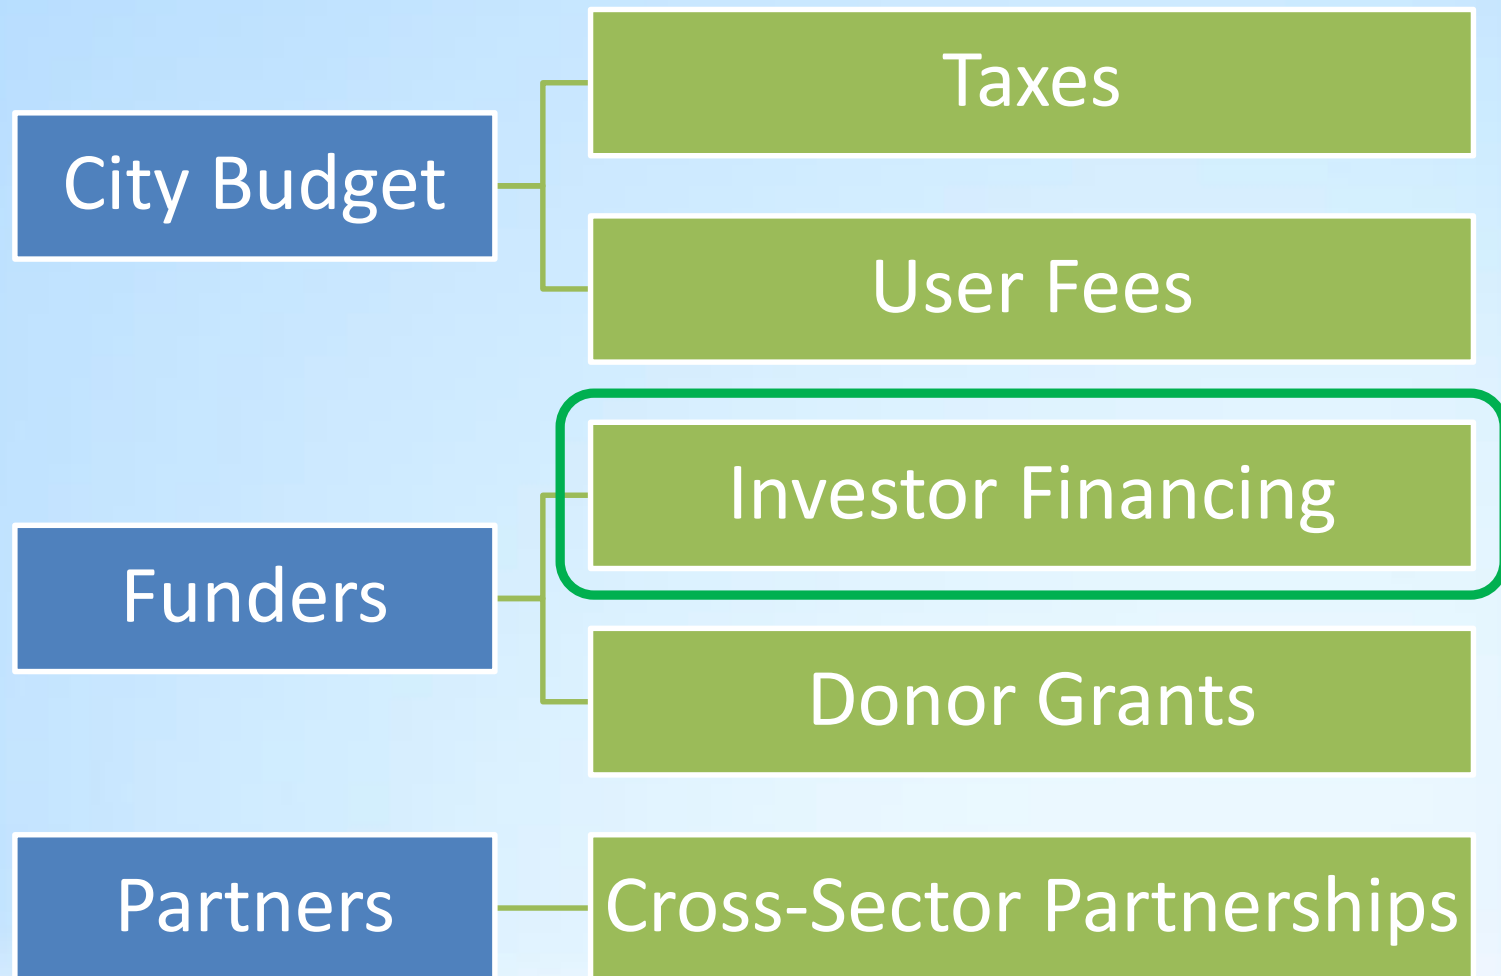 City Budget
Taxes
User Fees
Funders
Investor Financing
Donor Grants
Partners
Cross-Sector Partnerships